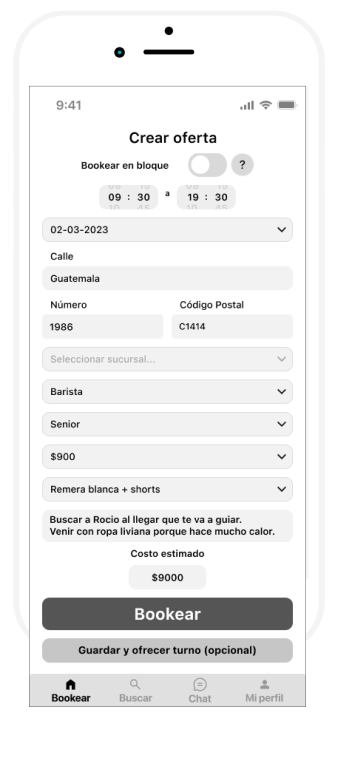 9:41
Crear oferta
Bookear en bloque ?
09 : 30 a 19 : 30
02-03-2023
Calle
Guatemala
Número Código Postal
1986 C1414
Seleccionar sucursal...
Barista
Senior
$900
Remera blanca + shorts
Buscar a Rocio al llegar que te va a guiar.
Venir con ropa liviana porque hace mucho calor.
Costo estimado
$9000
Bookear
Guardar y ofrecer turno (opcional)
Bookear Buscar Chat Mi perfil